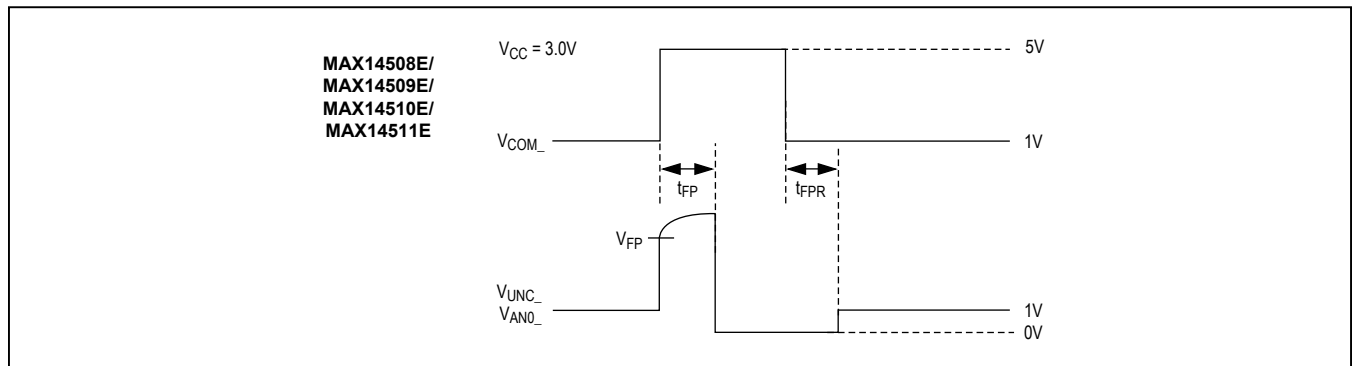 MAX14508E/
MAX14509E/
MAX14510E/
MAX14511E
VCC = 3.0V
5V
VCOM_
1V
tFP
tFPR
VFP
VUNC_
VAN0_
1V
0V